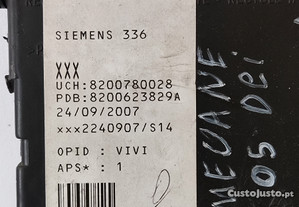 SIEMENS 336
XXX
UCH:8200780028
PDB:8200623829A
24/09/2007
xxx2240907/S14
OPID : VIVI
APS* : 1
MEGANE
05 DCi
CustoJusto.pt